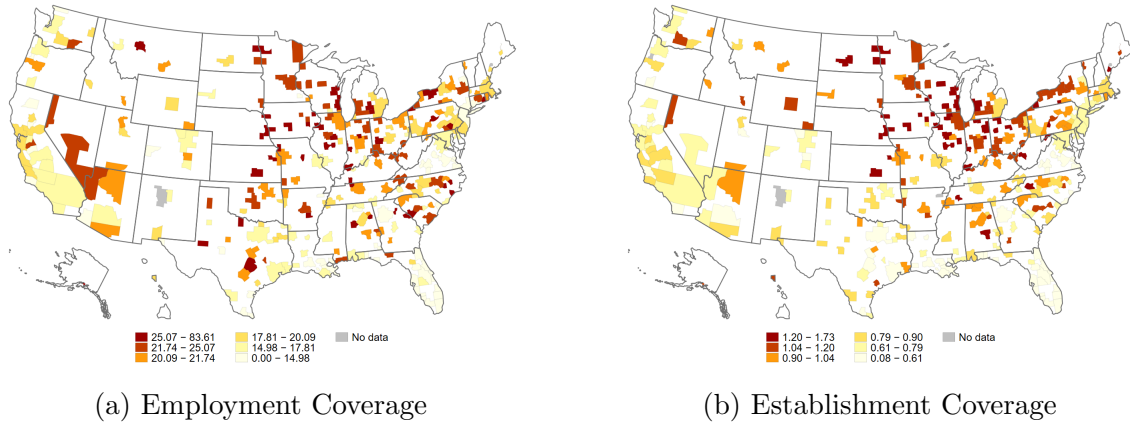 25.07 − 83.61
21.74 − 25.07
20.09 − 21.74
17.81 − 20.09
14.98 − 17.81
0.00 − 14.98
No data
(a) Employment Coverage
1.20 − 1.73
1.04 − 1.20
0.90 − 1.04
0.79 − 0.90
0.61 − 0.79
0.08 − 0.61
No data
(b) Establishment Coverage